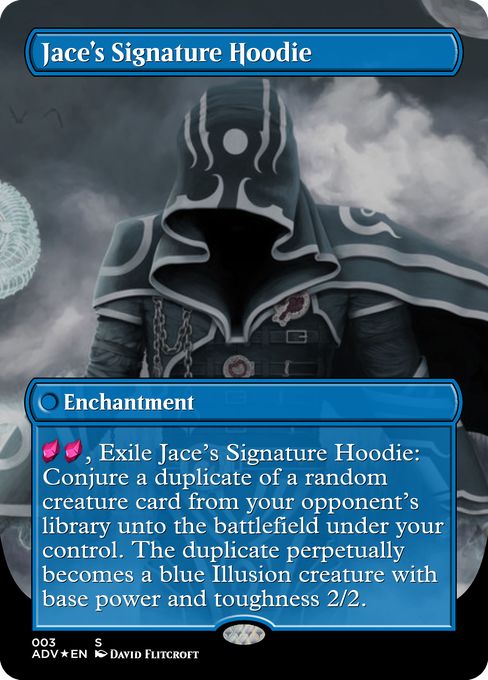 Jace's Signature Hoodie
Enchantment
, Exile Jace's Signature Hoodie:
Conjure a duplicate of a random
creature card from your opponent's
library unto the battlefield under your
control. The duplicate perpetually
becomes a blue Illusion creature with
base power and toughness 2/2.
003 S
ADV★EN David Flitcroft